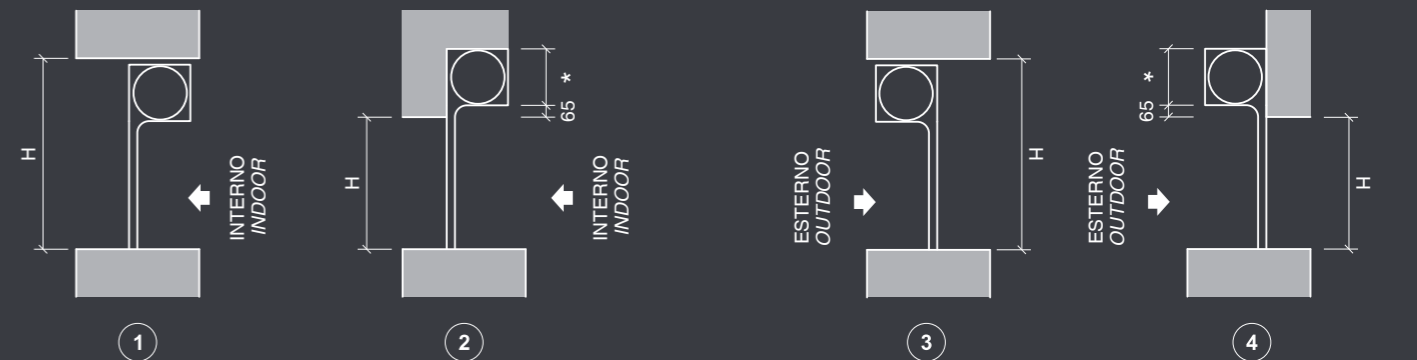 H
INTERNO
INDOOR
1
H
65 *
INTERNO
INDOOR
2
ESTERNO
OUTDOOR
H
3
ESTERNO
OUTDOOR
65 *
H
4